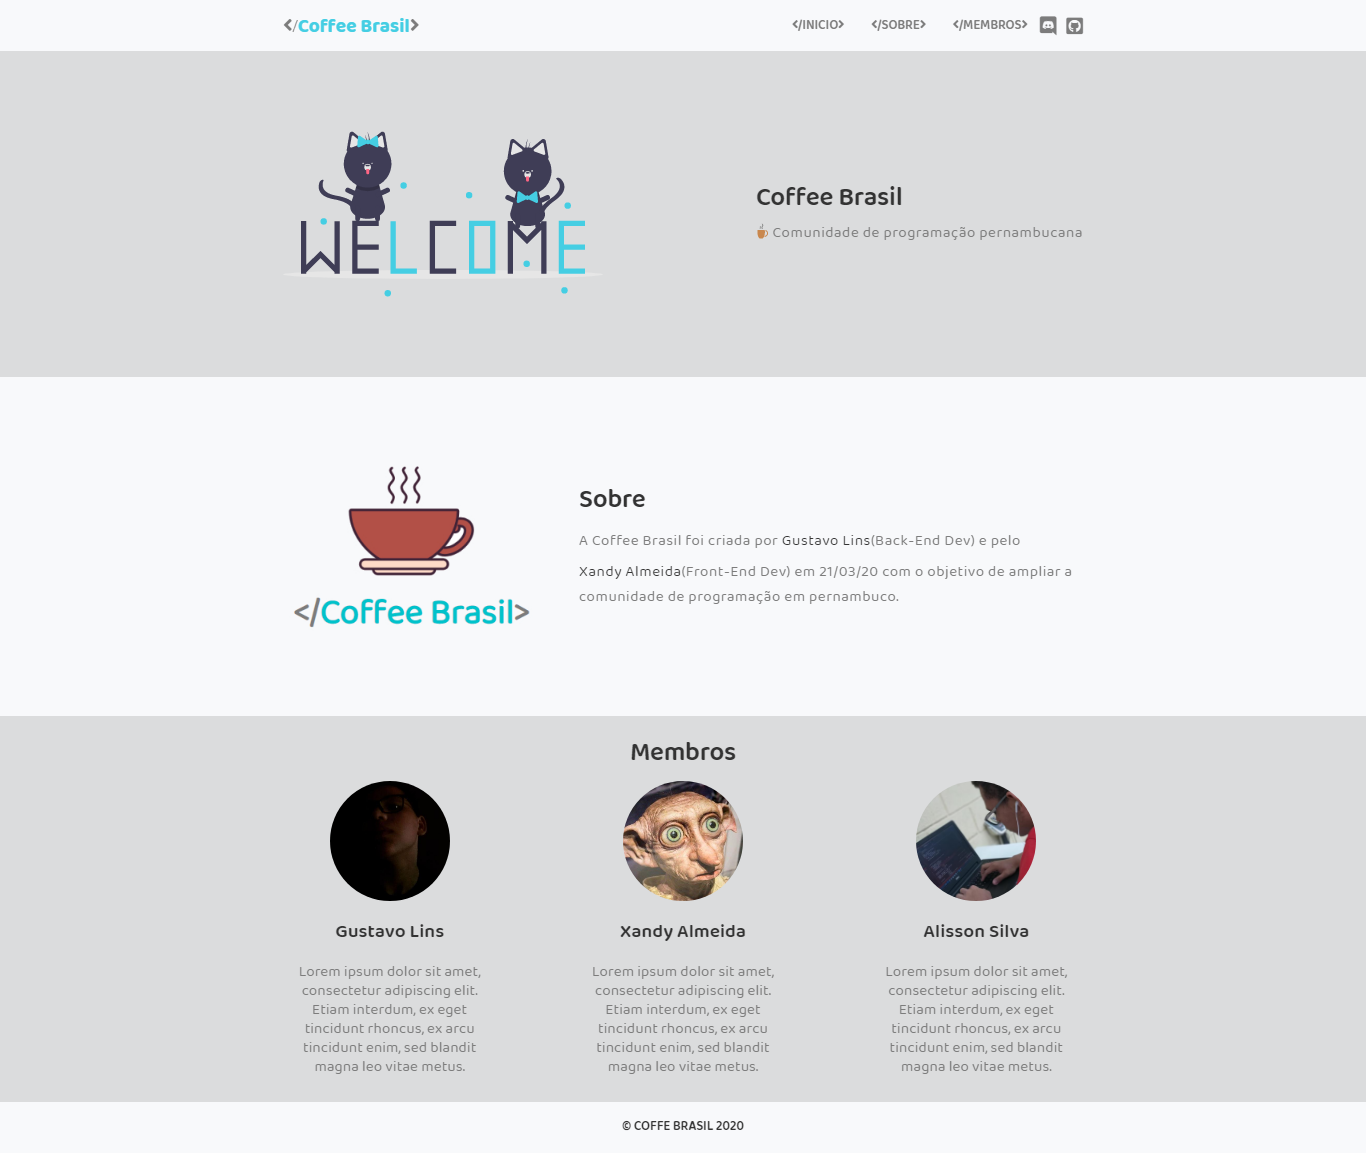 </Coffee Brasil>
</INICIO> </SOBRE> </MEMBROS>
WELCOME
Coffee Brasil
Comunidade de programação pernambucana
Sobre
A Coffee Brasil foi criada por Gustavo Lins(Back-End Dev) e pelo
Xandy Almeida(Front-End Dev) em 21/03/20 com o objetivo de ampliar a
comunidade de programação em pernambuco.
</Coffee Brasil>
Membros
Gustavo Lins
Lorem ipsum dolor sit amet,
consectetur adipiscing elit.
Etiam interdum, ex eget
tincidunt rhoncus, ex arcu
tincidunt enim, sed blandit
magna leo vitae metus.
Xandy Almeida
Lorem ipsum dolor sit amet,
consectetur adipiscing elit.
Etiam interdum, ex eget
tincidunt rhoncus, ex arcu
tincidunt enim, sed blandit
magna leo vitae metus.
Alisson Silva
Lorem ipsum dolor sit amet,
consectetur adipiscing elit.
Etiam interdum, ex eget
tincidunt rhoncus, ex arcu
tincidunt enim, sed blandit
magna leo vitae metus.
© COFFE BRASIL 2020